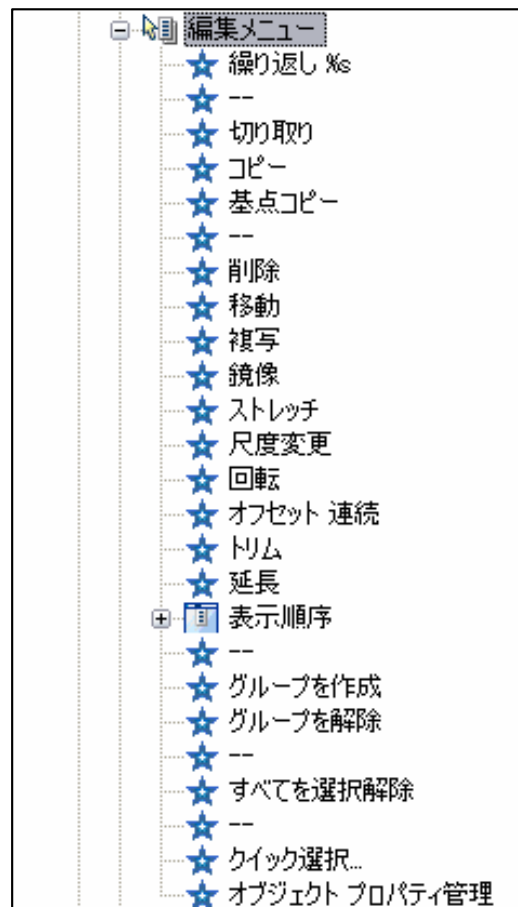 編集メニュー
繰り返し %s
--
切り取り
コピー
基点コピー
--
削除
移動
複写
鏡像
ストレッチ
尺度変更
回転
オフセット 連続
トリム
延長
表示順序
--
グループを作成
グループを解除
--
すべてを選択解除
--
クイック選択...
オブジェクト プロパティ管理